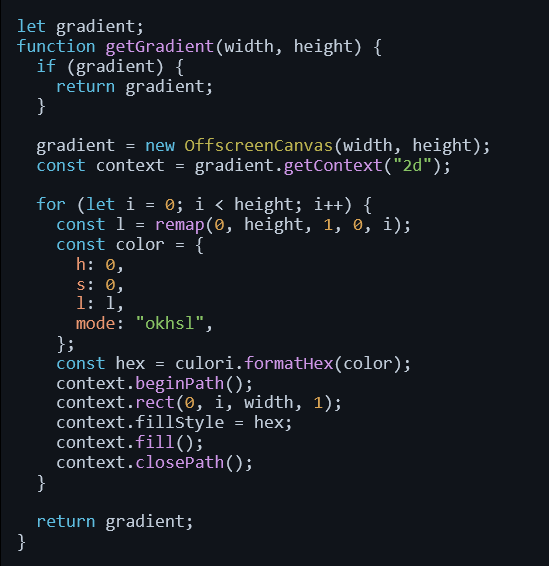 let gradient;
function getGradient(width, height) {
  if (gradient) {
    return gradient;
  }

  gradient = new OffscreenCanvas(width, height);
  const context = gradient.getContext("2d");

  for (let i = 0; i < height; i++) {
    const l = remap(0, height, 1, 0, i);
    const color = {
      h: 0,
      s: 0,
      l: l,
      mode: "okhsl",
    };
    const hex = culori.formatHex(color);
    context.beginPath();
    context.rect(0, i, width, 1);
    context.fillStyle = hex;
    context.fill();
    context.closePath();
  }

  return gradient;
}